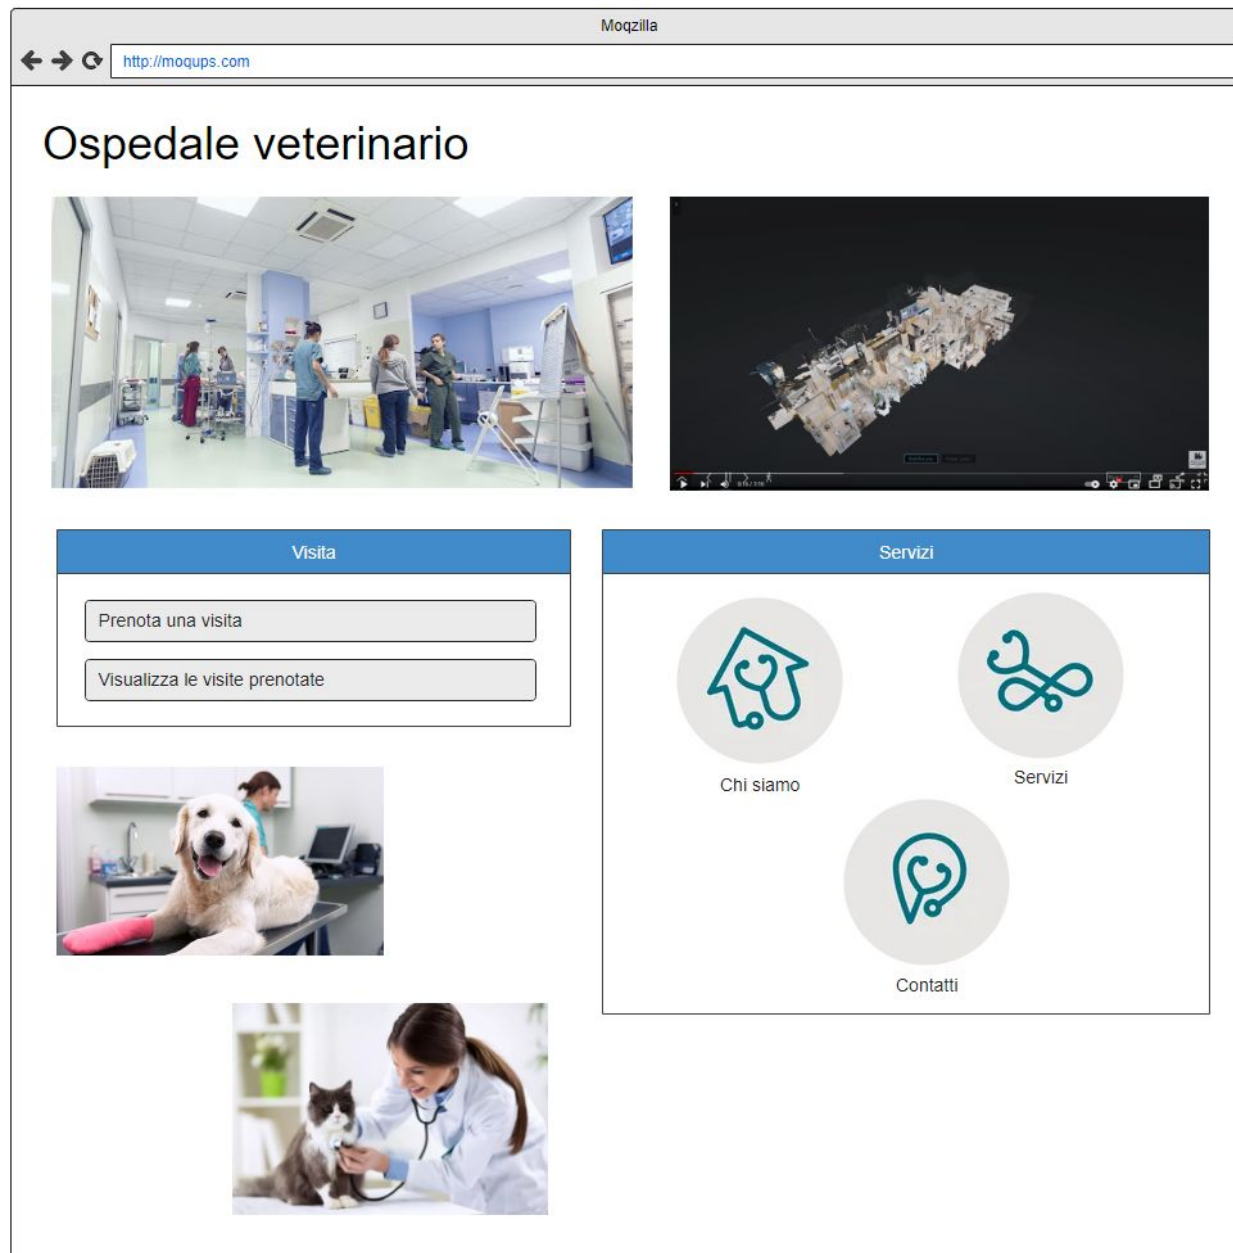 Moqzilla
http://moqups.com
Ospedale veterinario
Visita
Servizi
Prenota una visita
Visualizza le visite prenotate
Chi siamo
Servizi
Contatti